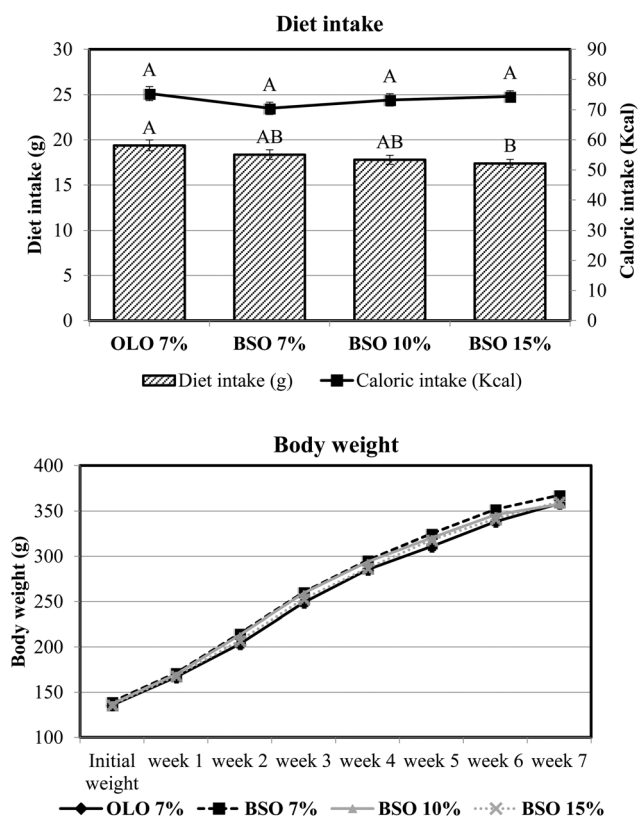 Diet intake
30
25
20
15
10
5
0
Diet intake (g)
90
80
70
60
50
40
30
20
10
0
Caloric intake (Kcal)
A A A A
A AB AB B
OLO 7% BSO 7% BSO 10% BSO 15%
Diet intake (g) Caloric intake (Kcal)
Body weight
400
350
300
250
200
150
100
Body weight (g)
Initial weight week 1 week 2 week 3 week 4 week 5 week 6 week 7
OLO 7% BSO 7% BSO 10% BSO 15%